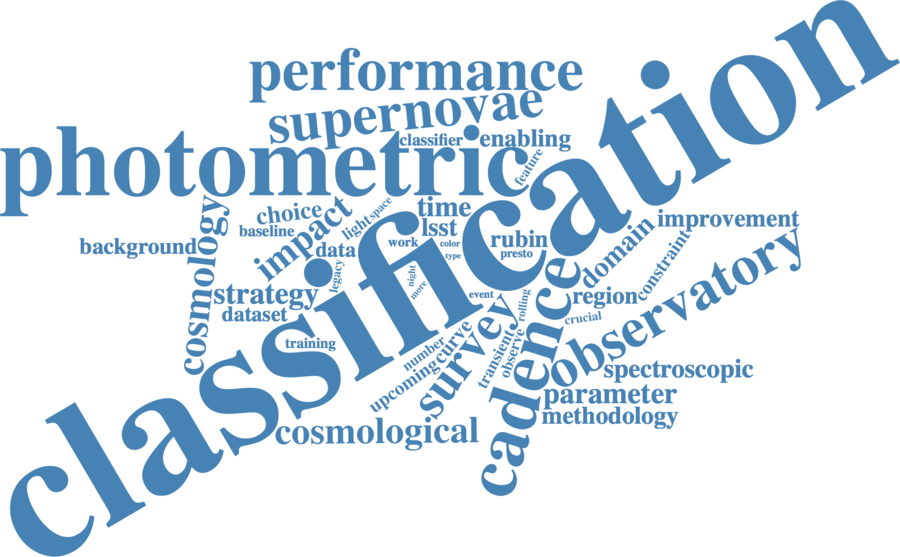 classification
performance
supernovae
photometric
classifier
enabling
feature
cosmology
choice
baseline
impact
light
space
time
lsst
background
data
work
color
type
rubin
presto
domain
improvement
constraint
observatory
legacy
night
more
strategy
dataset
event
rolling
region
crucial
training
number
curve
upcoming
survey
transient
observe
cadence
spectroscopic
parameter
methodology
cosmological